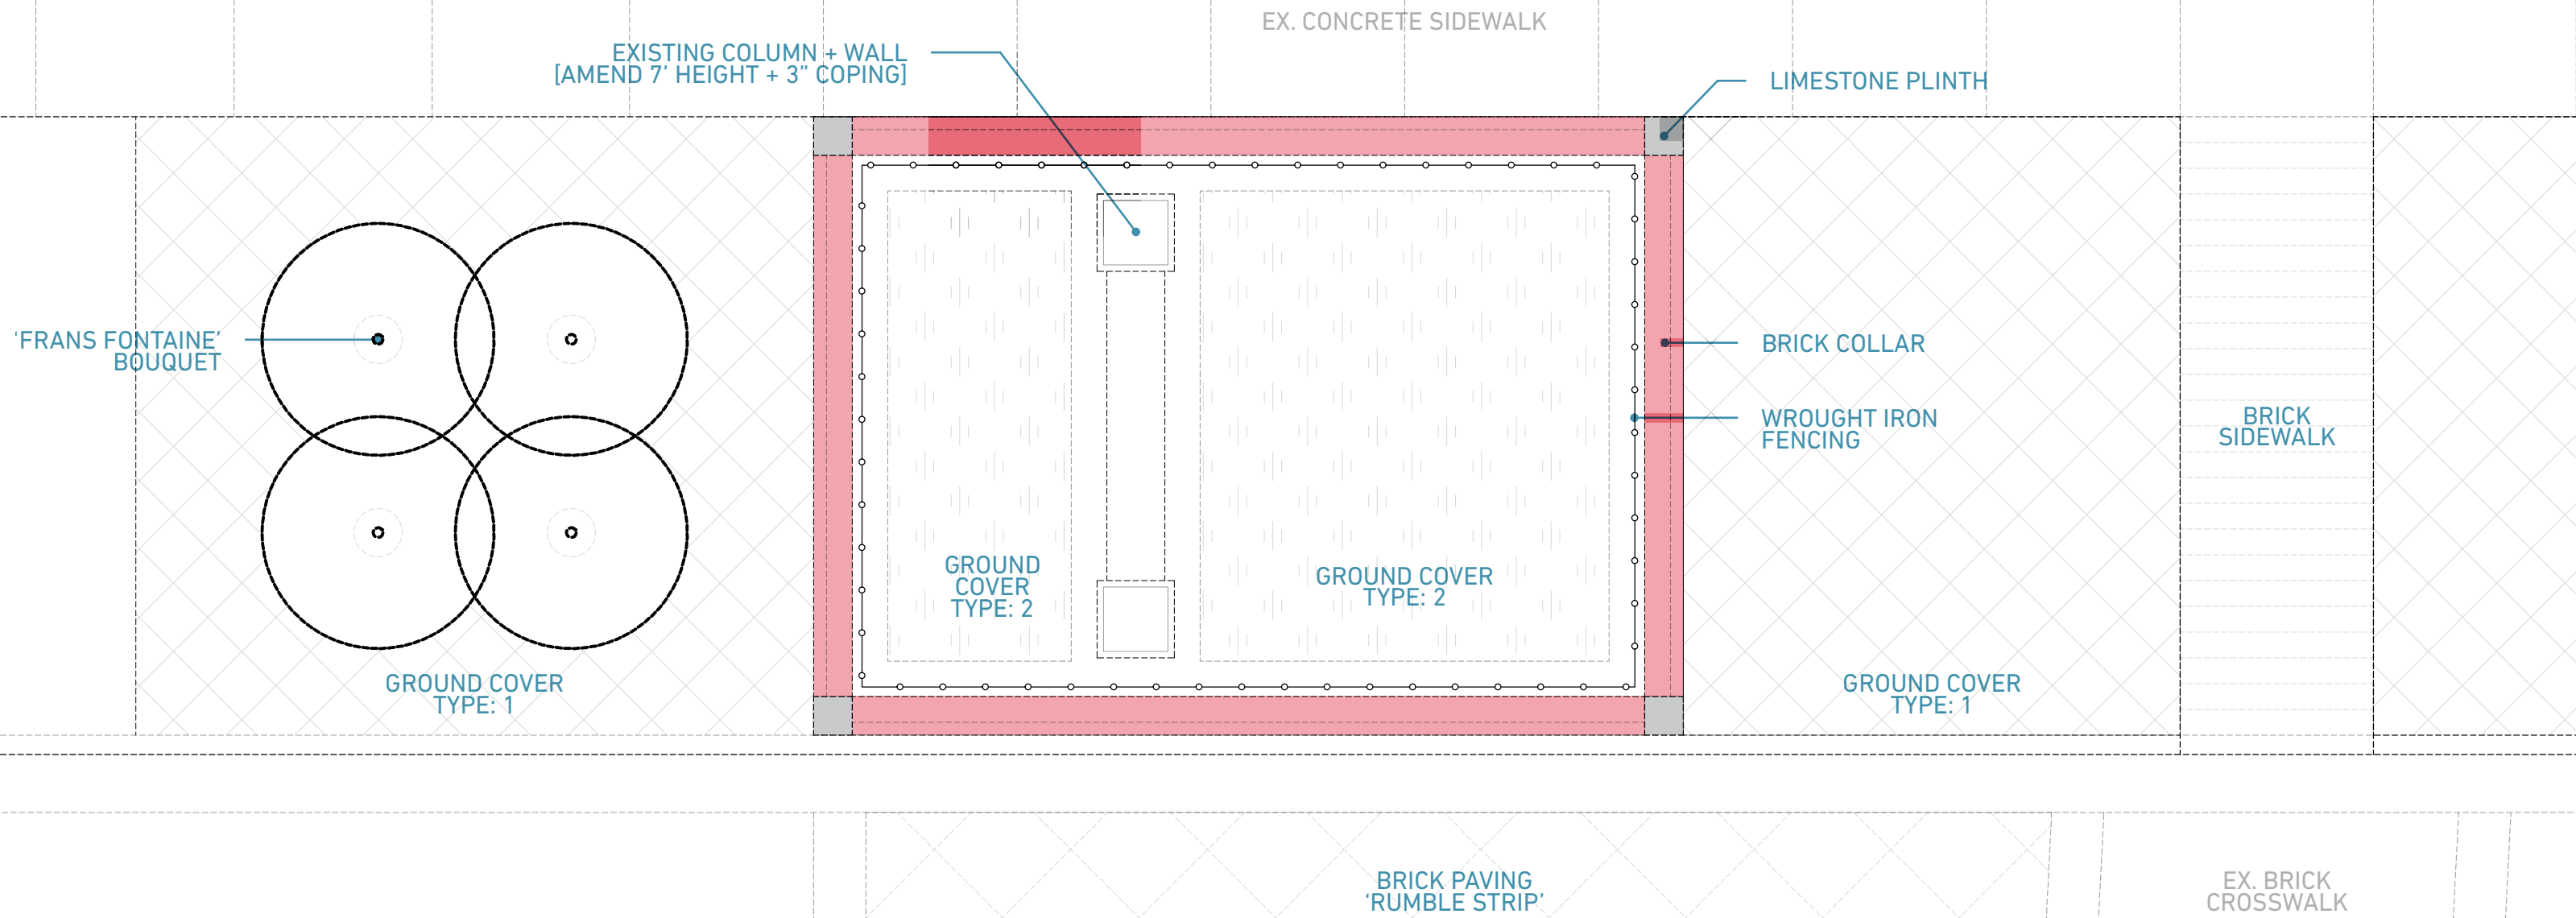 EX. CONCRETE SIDEWALK
EXISTING COLUMN + WALL
[AMEND 7’ HEIGHT + 3” COPING]
LIMESTONE PLINTH
‘FRANS FONTAINE’
BOUQUET
BRICK COLLAR
WROUGHT IRON
FENCING
BRICK
SIDEWALK
GROUND
COVER
TYPE: 2
GROUND COVER
TYPE: 2
GROUND COVER
TYPE: 1
GROUND COVER
TYPE: 1
BRICK PAVING
‘RUMBLE STRIP’
EX. BRICK
CROSSWALK